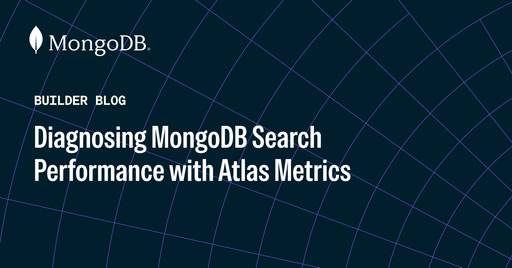 MongoDB.
BUILDER BLOG
Diagnosing MongoDB Search
Performance with Atlas Metrics